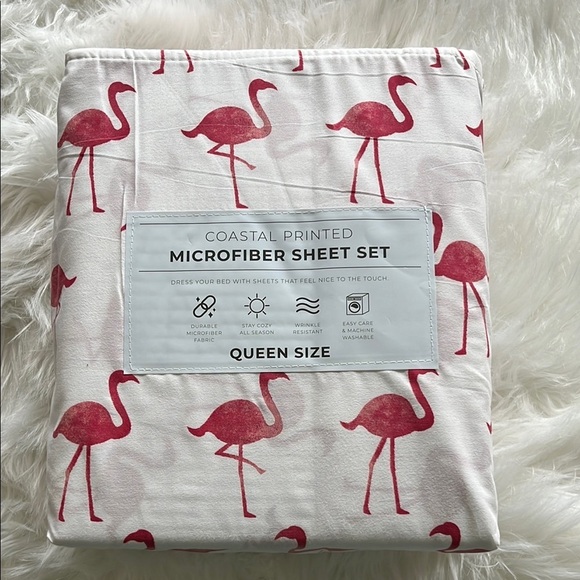 COASTAL PRINTED
MICROFIBER SHEET SET
DRESS YOUR BED WITH SHEETS THAT FEEL NICE TO THE TOUCH
DURABLE
MICROFIBER
FABRIC
STAY COZY
ALL SEASON
WRINKLE
RESISTANT
EASY CARE
& MACHINE
WASHABLE
QUEEN SIZE